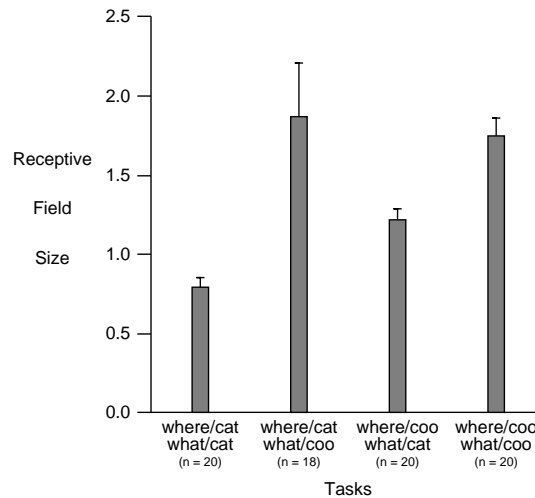 2.5
2.0
Receptive
1.5
Field
Size
1.0
0.5
0.0
where/cat where/cat where/coo where/coo
what/cat what/coo what/cat what/coo
(n = 20) (n = 18) (n = 20) (n = 20)
Tasks